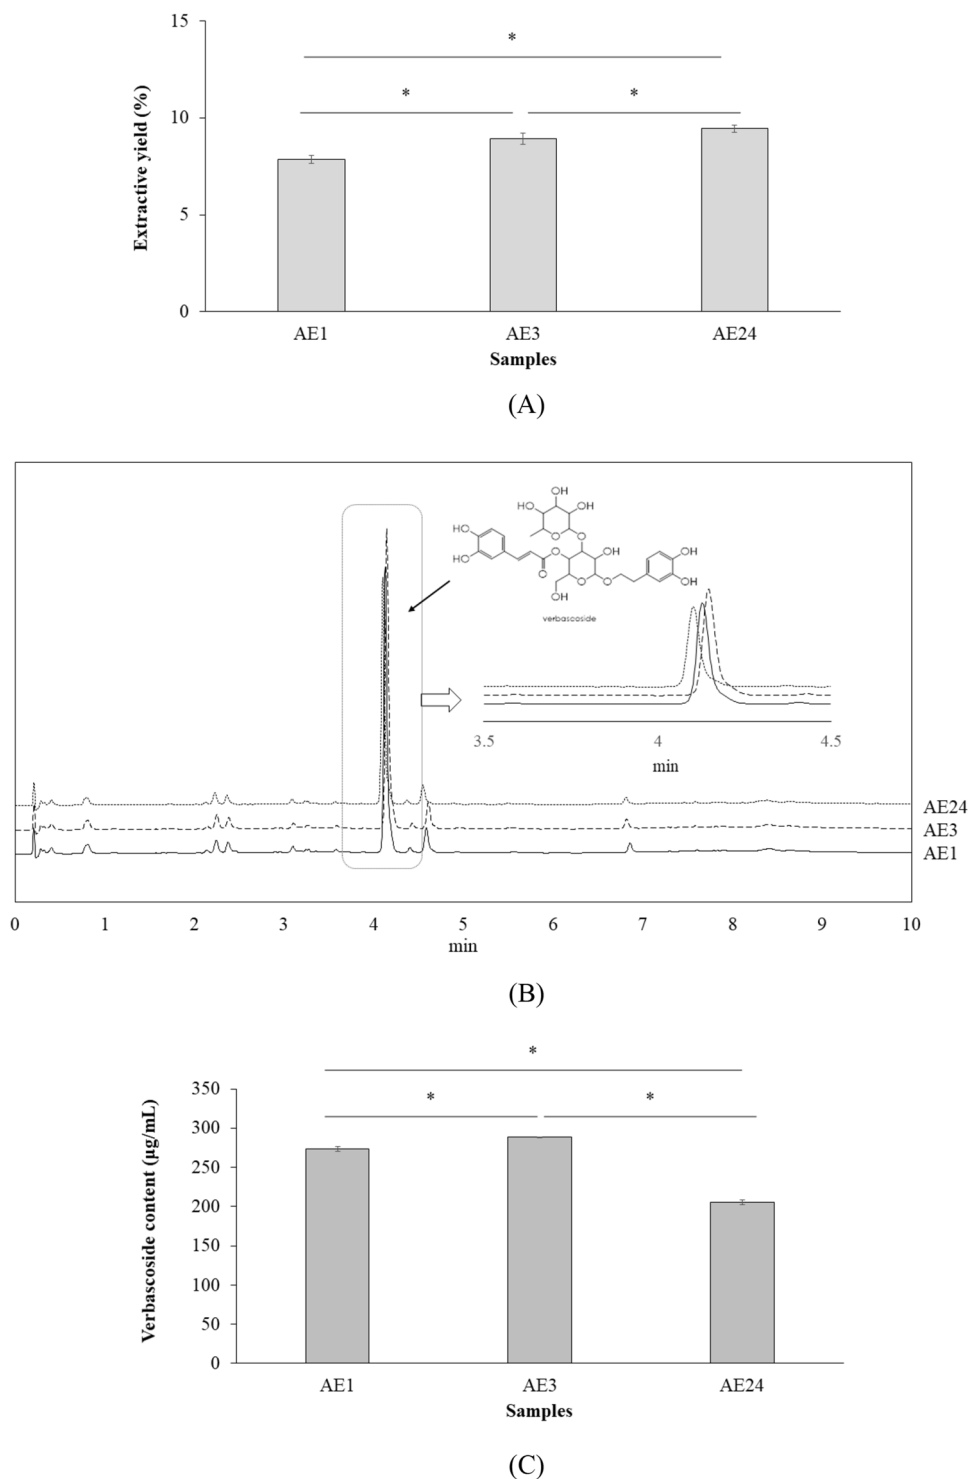 15
*
*
*
10
5
0
Extractive yield (%)
AE1
AE3
AE24
Samples
(A)
OH
HO
OH
HO
HO
O
O
HO
OH
OH
O
O
O
O
OH
OH
HO
verbascoside
3.5
4
4.5
min
AE24
AE3
AE1
0
1
2
3
4
5
6
7
8
9
10
min
(B)
*
*
*
350
300
250
200
150
100
50
0
Verbascoside content (µg/mL)
AE1
AE3
AE24
Samples
(C)